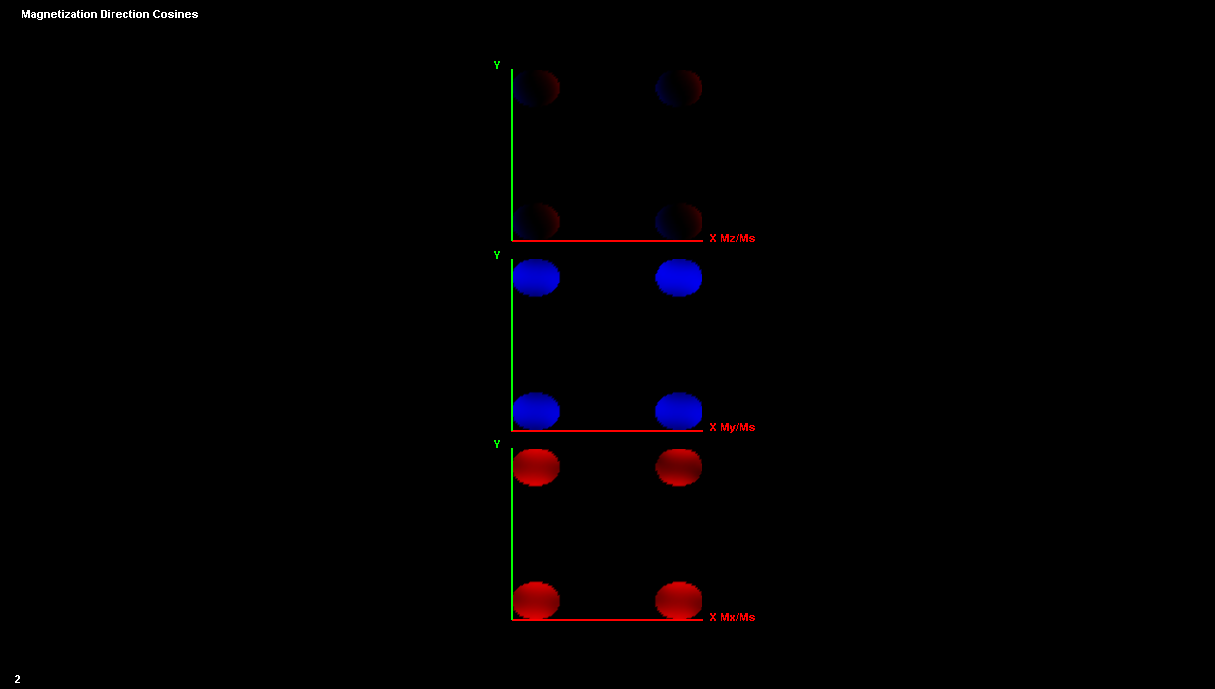 Magnetization Direction Cosines
Y
X Mz/Ms
Y
X My/Ms
Y
X Mx/Ms
2